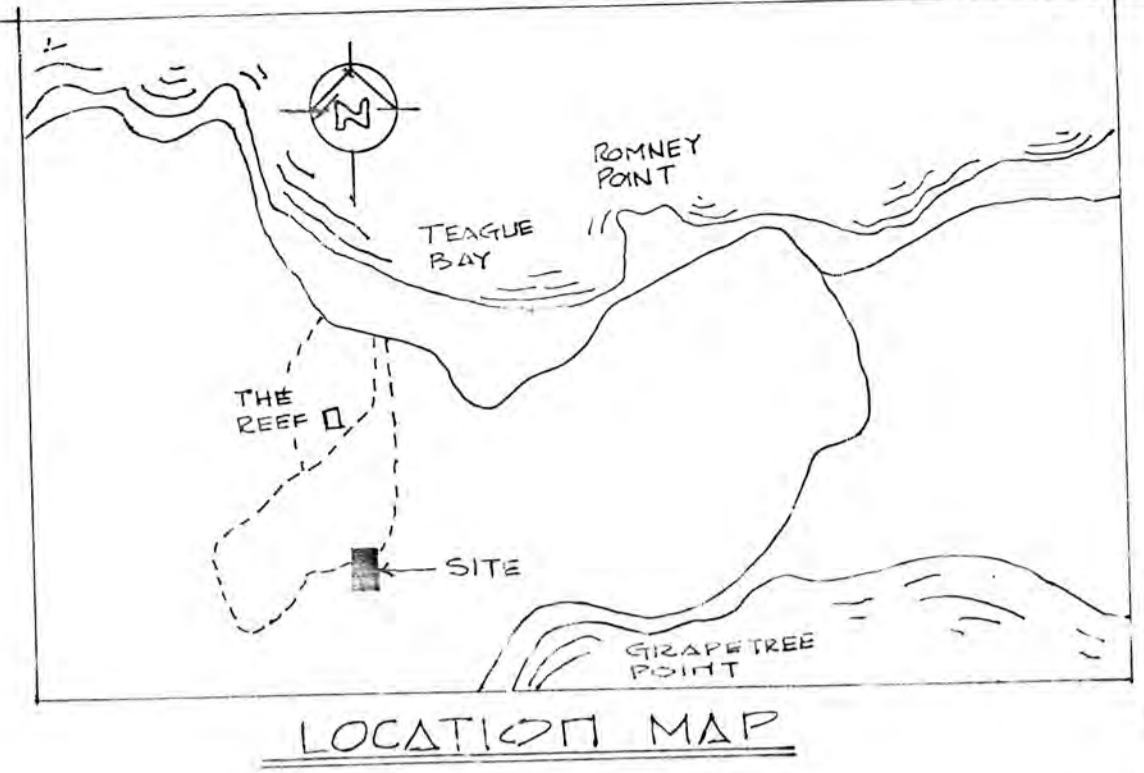 N
ROMNEY
POINT
TEAGUE
BAY
THE
REEF
SITE
GRAPETREE
POINT
LOCATION MAP